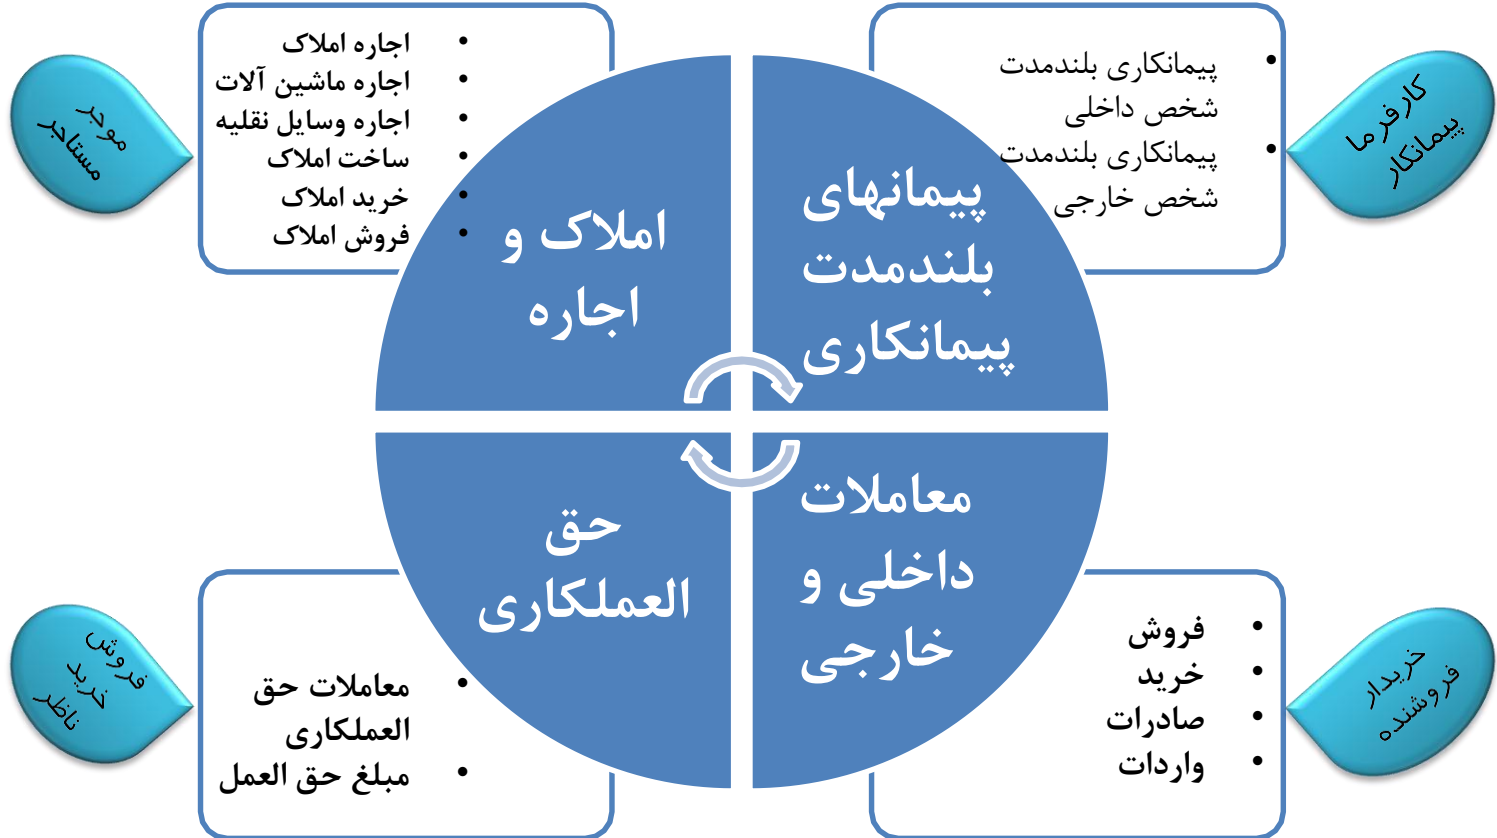 کارفرما
پیمانکار
• پیمانکاری بلندمدت
شخص داخلی
• پیمانکاری بلندمدت
شخص خارجی
پیمانهای
بلندمدت
پیمانکاری
• اجاره املاک
• اجاره ماشین آلات
• اجاره وسایل نقلیه
• ساخت املاک
• خرید املاک
• فروش املاک
املاک و
اجاره
موجر
مستاجر
خریدار
فروشنده
• فروش
• خرید
• صادرات
• واردات
معاملات
داخلی و
خارجی
حق
العملکاری
• معاملات حق
العملکاری
• مبلغ حق العمل
فروش
خرید
ناظر